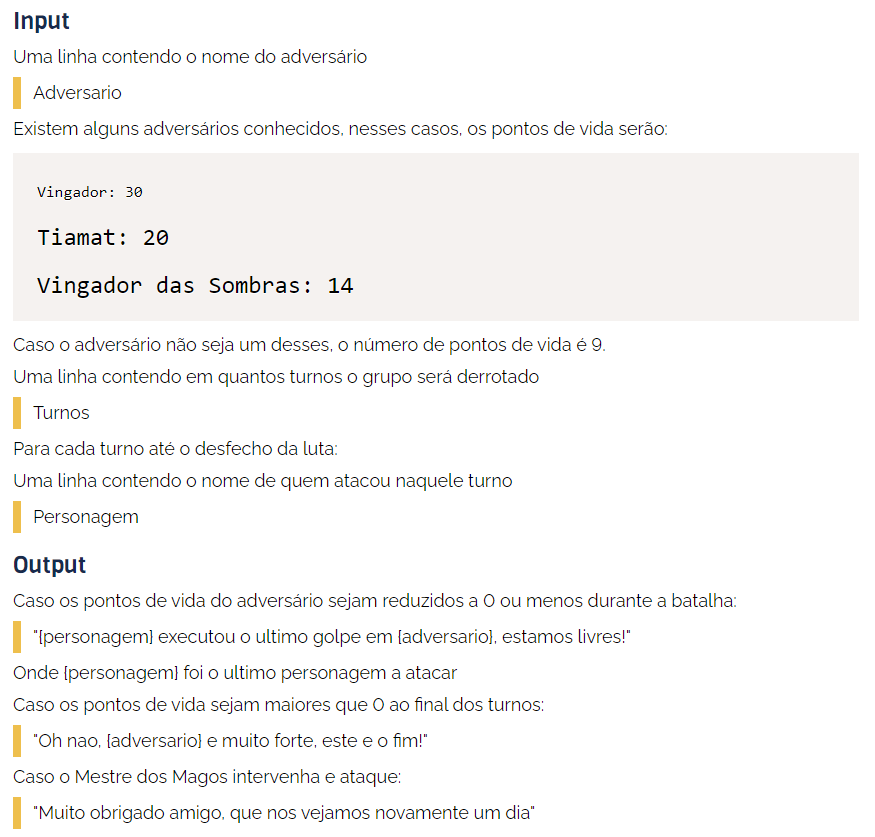 Input
Uma linha contendo o nome do adversário
Adversario
Existem alguns adversários conhecidos, nesses casos, os pontos de vida serão:
Vingador: 30
Tiamat: 20
Vingador das Sombras: 14
Caso o adversário não seja um desses, o número de pontos de vida é 9.
Uma linha contendo em quantos turnos o grupo será derrotado
Turnos
Para cada turno até o desfecho da luta:
Uma linha contendo o nome de quem atacou naquele turno
Personagem
Output
Caso os pontos de vida do adversário sejam reduzidos a 0 ou menos durante a batalha:
"{personagem} executou o ultimo golpe em {adversario}, estamos livres!"
Onde {personagem} foi o ultimo personagem a atacar
Caso os pontos de vida sejam maiores que 0 ao final dos turnos:
"Oh nao, {adversario} e muito forte, este e o fim!"
Caso o Mestre dos Magos intervenha e ataque:
"Muito obrigado amigo, que nos vejamos novamente um dia"